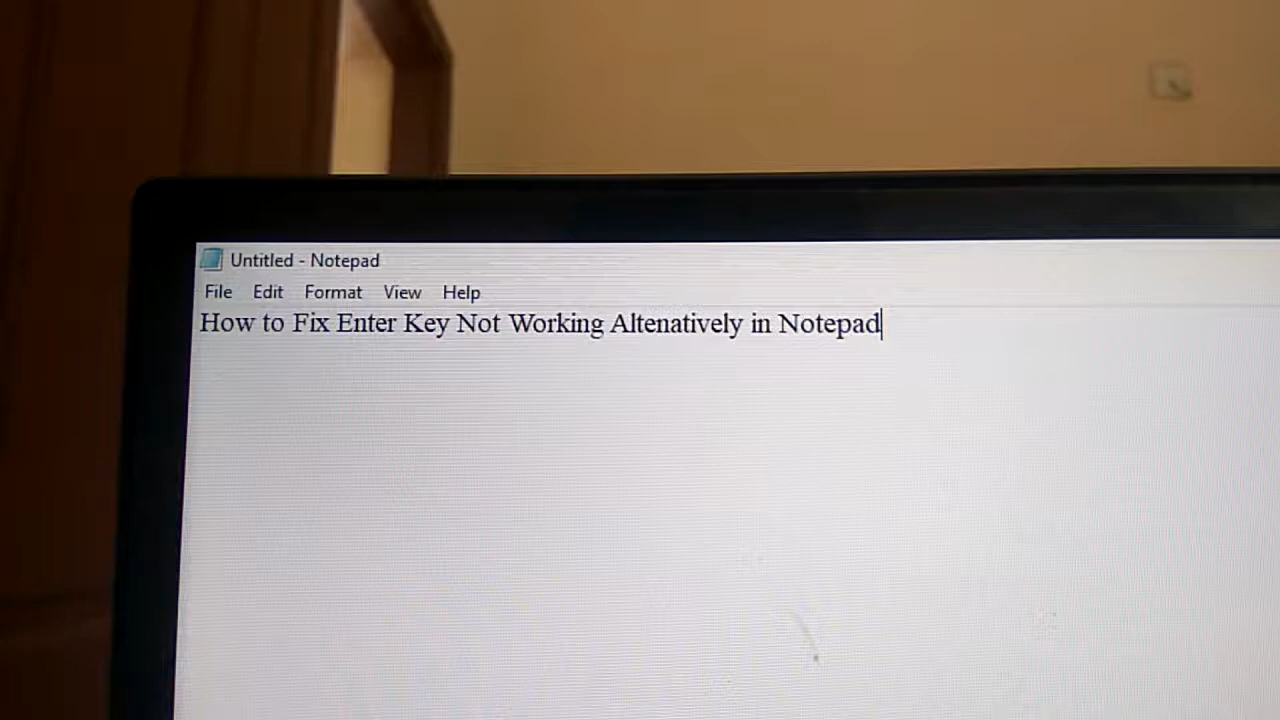 Untitled - Notepad
File Edit Format View Help
How to Fix Enter Key Not Working Altenatively in Notepad